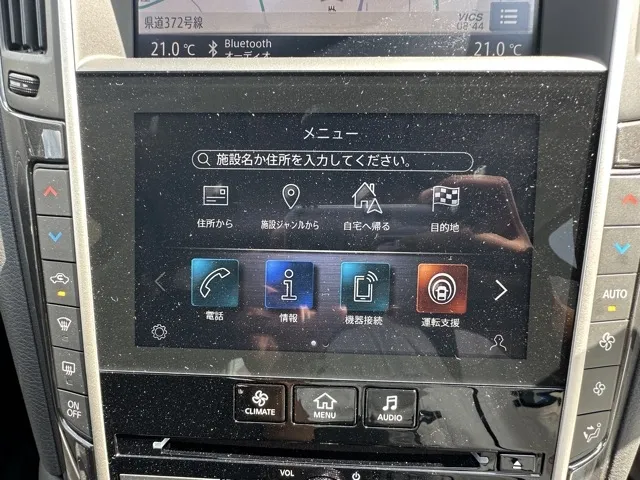 県道372号線
VICS
08:44
21.0 ℃
Bluetooth
オーディオ
21.0 ℃
メニュー
施設名か住所を入力してください。
住所から
施設ジャンルから
自宅へ帰る
目的地
電話
情報
機器接続
運転支援
AUTO
ON
OFF
CLIMATE
MENU
AUDIO
VOL